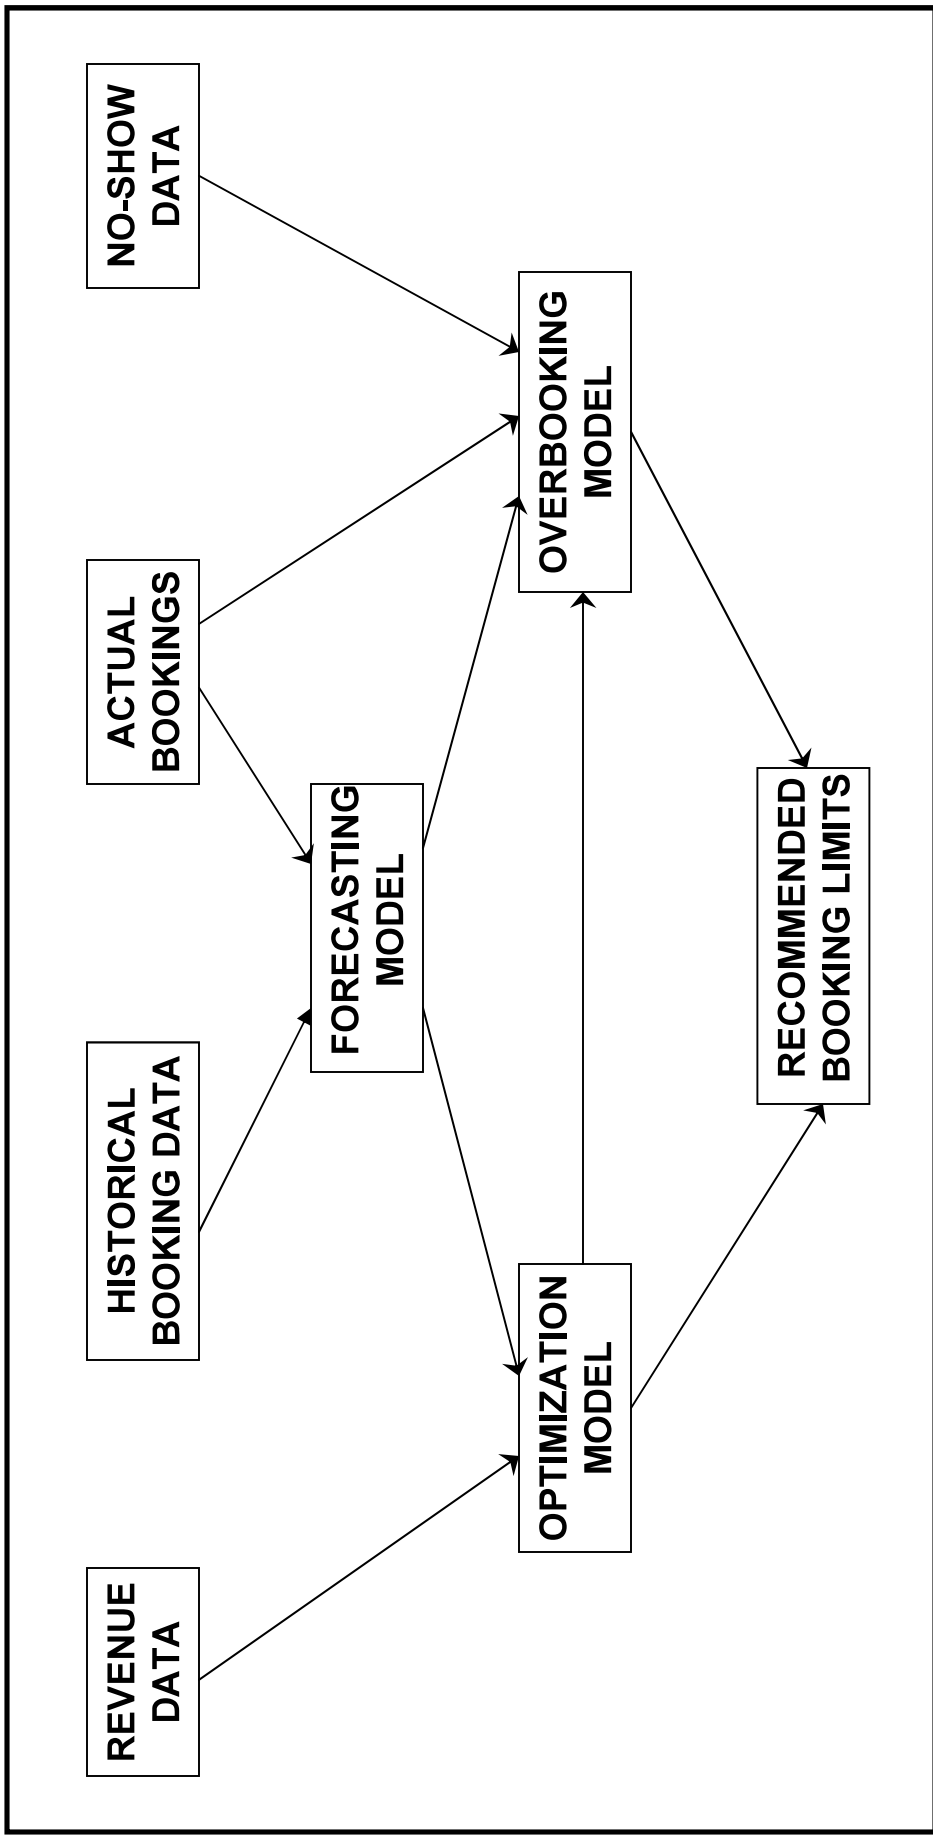 REVENUE
DATA
HISTORICAL
BOOKING DATA
ACTUAL
BOOKINGS
NO-SHOW
DATA
FORECASTING
MODEL
OPTIMIZATION
MODEL
OVERBOOKING
MODEL
RECOMMENDED
BOOKING LIMITS